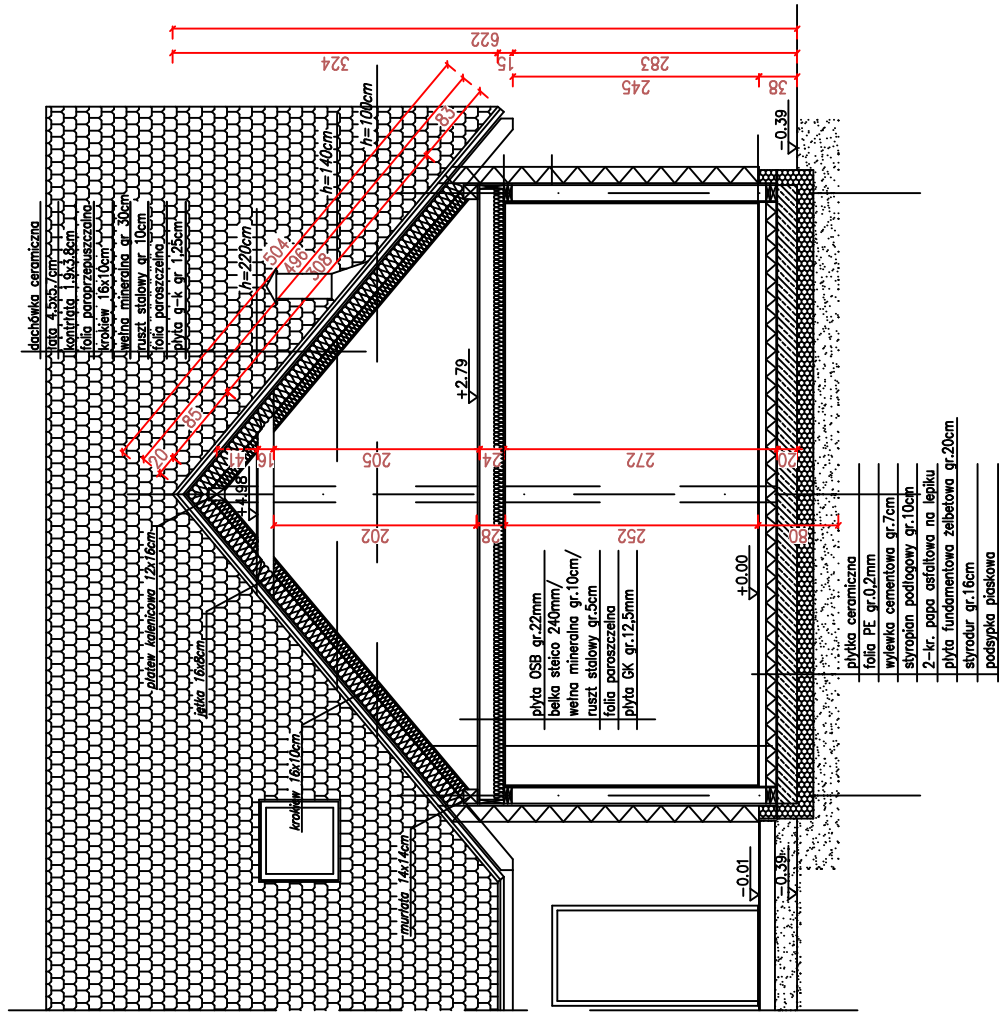 dachówka ceramiczna
łata 4,5x5,7cm
kontrłata 1.9x3.8cm
folia paroprzepuszczalna
krokiew 16x10cm
wełna mineralna gr. 30cm
ruszt stalowy gr 10cm
folia paroszczelna
płyta g-k gr 1,25cm
h=220cm
h=140cm
h=100cm
504
496
308
83
85
20
622
324
15
283
245
38
-0.39
płatew kalenicowa 12x16cm
jętka 16x8cm
krokiew 16x10cm
murłata 14x14cm
+4.98
+2.79
+0.00
-0.01
-0.39
41
16
205
24
272
20
202
28
252
80
płyta OSB gr.22mm
belka steico 240mm/
wełna mineralna gr.10cm/
ruszt stalowy gr.5cm
folia paroszczelna
płyta GK gr.12,5mm
płytka ceramiczna
folia PE gr.0,2mm
wylewka cementowa gr.7cm
styropian podłogowy gr.10cm
2-kr. papa asfaltowa na lepiku
płyta fundamentowa żelbetowa gr.20cm
styrodur gr.16cm
podsypka piaskowa